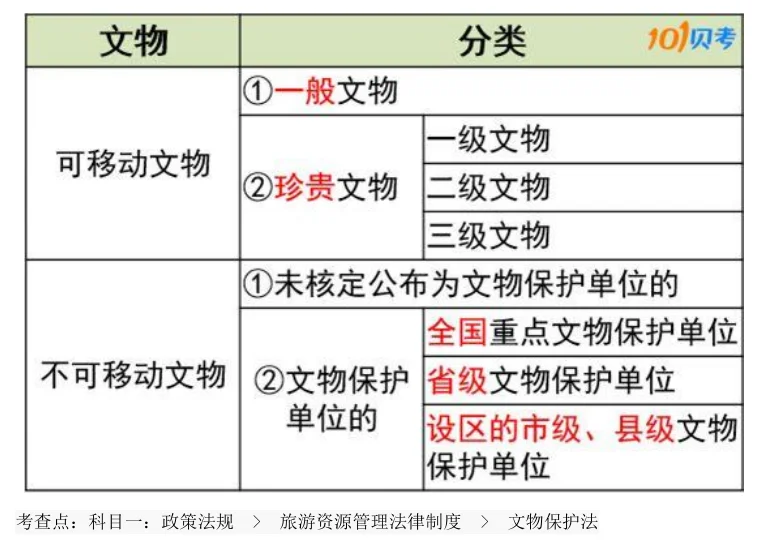 文物 分类 101贝考
可移动文物
①一般文物
②珍贵文物
一级文物
二级文物
三级文物
不可移动文物
①未核定公布为文物保护单位的
②文物保护
单位的
全国重点文物保护单位
省级文物保护单位
设区的市级、县级文物
保护单位
考查点：科目一：政策法规 > 旅游资源管理法律制度 > 文物保护法